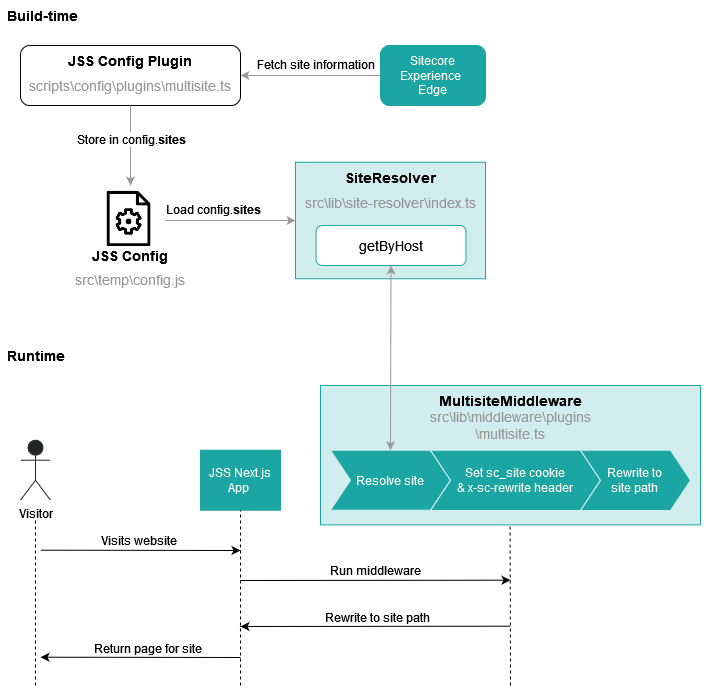 Build-time
JSS Config Plugin
scripts\config\plugins\multisite.ts
Fetch site information
Sitecore
Experience
Edge
Store in config.sites
JSS Config
src\temp\config.js
Load config.sites
SiteResolver
src\lib\site-resolver\index.ts
getByHost
Runtime
MultisiteMiddleware
src\lib\middleware\plugins
\multisite.ts
Resolve site
Set sc_site cookie
& x-sc-rewrite header
Rewrite to
site path
Visitor
JSS Next.js
App
Visits website
Run middleware
Rewrite to site path
Return page for site